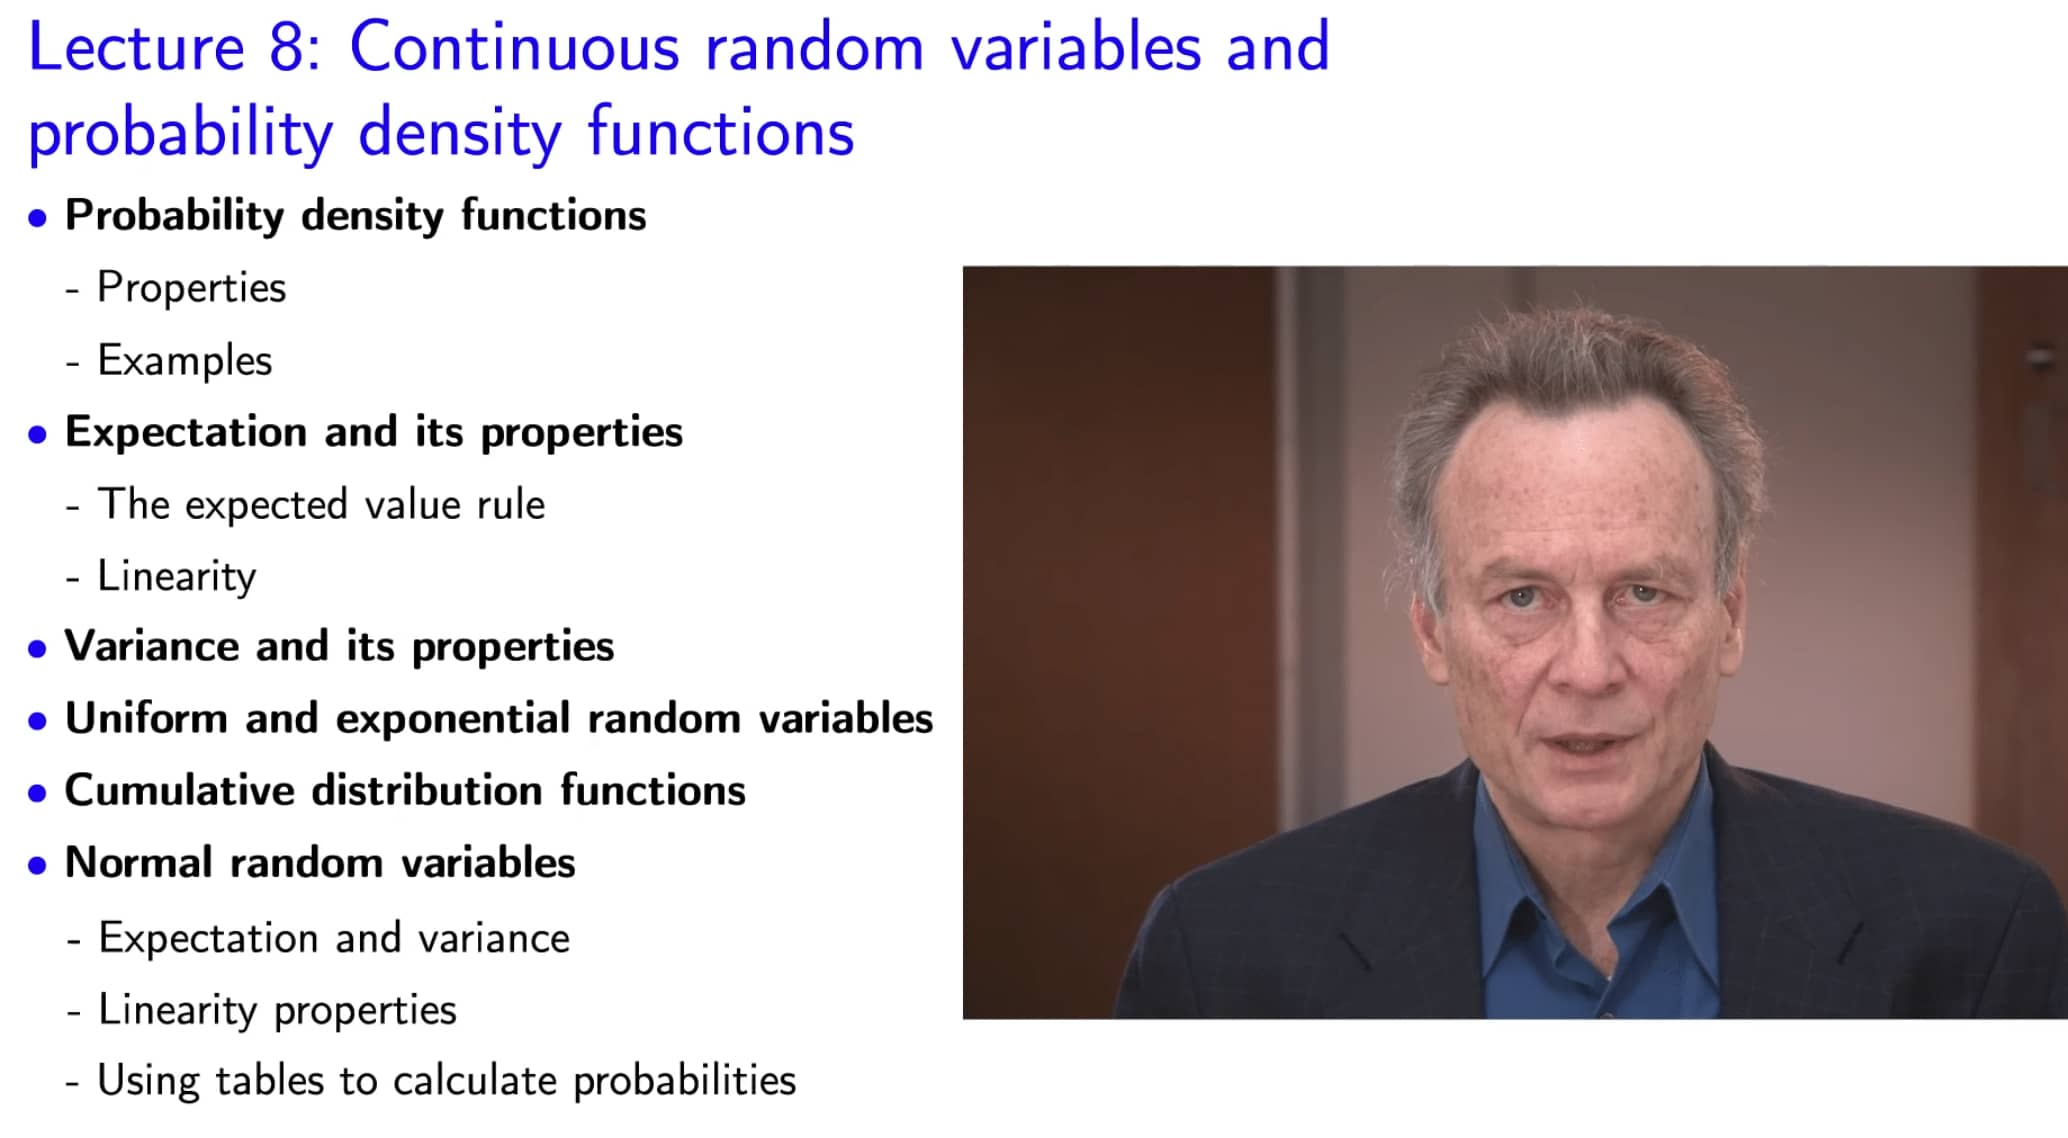 Lecture 8: Continuous random variables and
probability density functions
• Probability density functions
- Properties
- Examples
• Expectation and its properties
- The expected value rule
- Linearity
• Variance and its properties
• Uniform and exponential random variables
• Cumulative distribution functions
• Normal random variables
- Expectation and variance
- Linearity properties
- Using tables to calculate probabilities